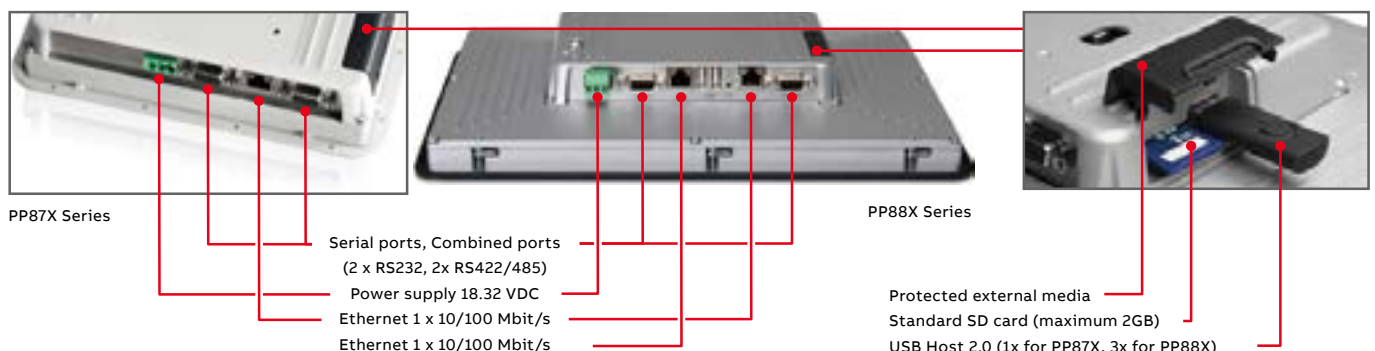 PP87X Series
PP88X Series
Serial ports, Combined ports
(2 x RS232, 2x RS422/485)
Power supply 18.32 VDC
Ethernet 1 x 10/100 Mbit/s
Ethernet 1 x 10/100 Mbit/s
Protected external media
Standard SD card (maximum 2GB)
USB Host 2.0 (1x for PP87X, 3x for PP88X)